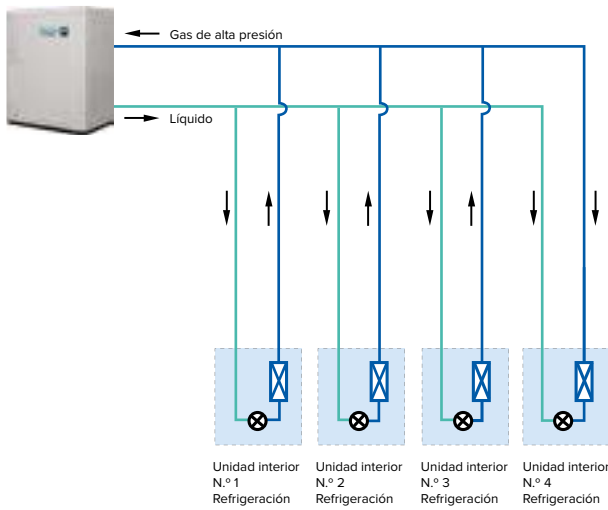 Gas de alta presión
Líquido
Unidad interior
N.º 1
Refrigeración
Unidad interior
N.º 2
Refrigeración
Unidad interior
N.º 3
Refrigeración
Unidad interior
N.º 4
Refrigeración